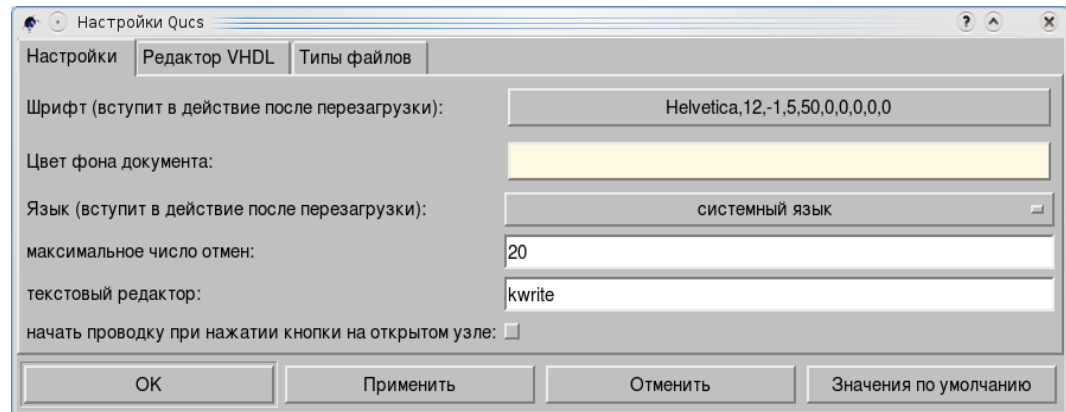 Настройки Qucs
Настройки Редактор VHDL Типы файлов
Шрифт (вступит в действие после перезагрузки): Helvetica,12,-1,5,50,0,0,0,0,0
Цвет фона документа:
Язык (вступит в действие после перезагрузки): системный язык
максимальное число отмен: 20
текстовый редактор: kwrite
начать проводку при нажатии кнопки на открытом узле:
OK Применить Отменить Значения по умолчанию